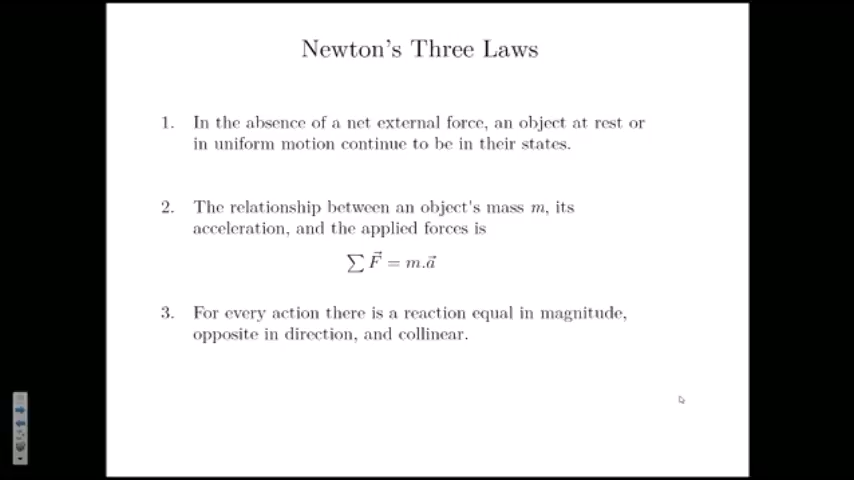 Newton's Three Laws
1. In the absence of a net external force, an object at rest or
in uniform motion continue to be in their states.
2. The relationship between an object's mass m, its
acceleration, and the applied forces is
∑ F⃗ = m.a⃗
3. For every action there is a reaction equal in magnitude,
opposite in direction, and collinear.